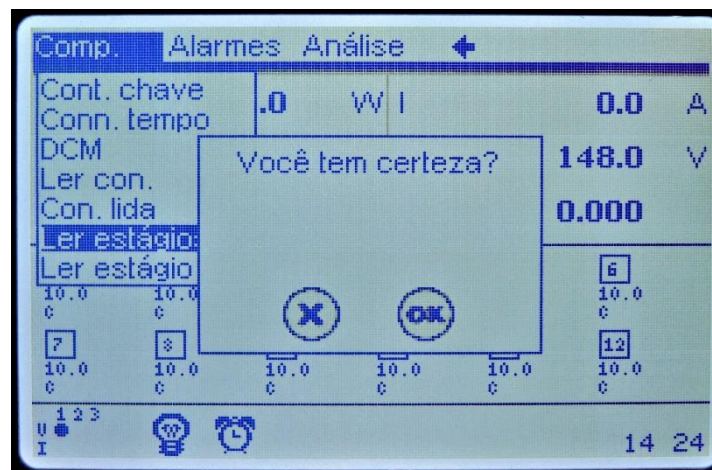 Comp. Alarmes Análise
Cont. chave
Conn. tempo
DCM
Ler con.
Con. lida
Ler estágio
Ler estágio
.0 W I 0.0 A
148.0 V
0.000
Você tem certeza?
X OK
6
10.0 10.0 10.0
C C C
7 8 12
10.0 10.0 10.0 10.0 10.0 10.0
C C C C C C
1 2 3
V
I
14 24